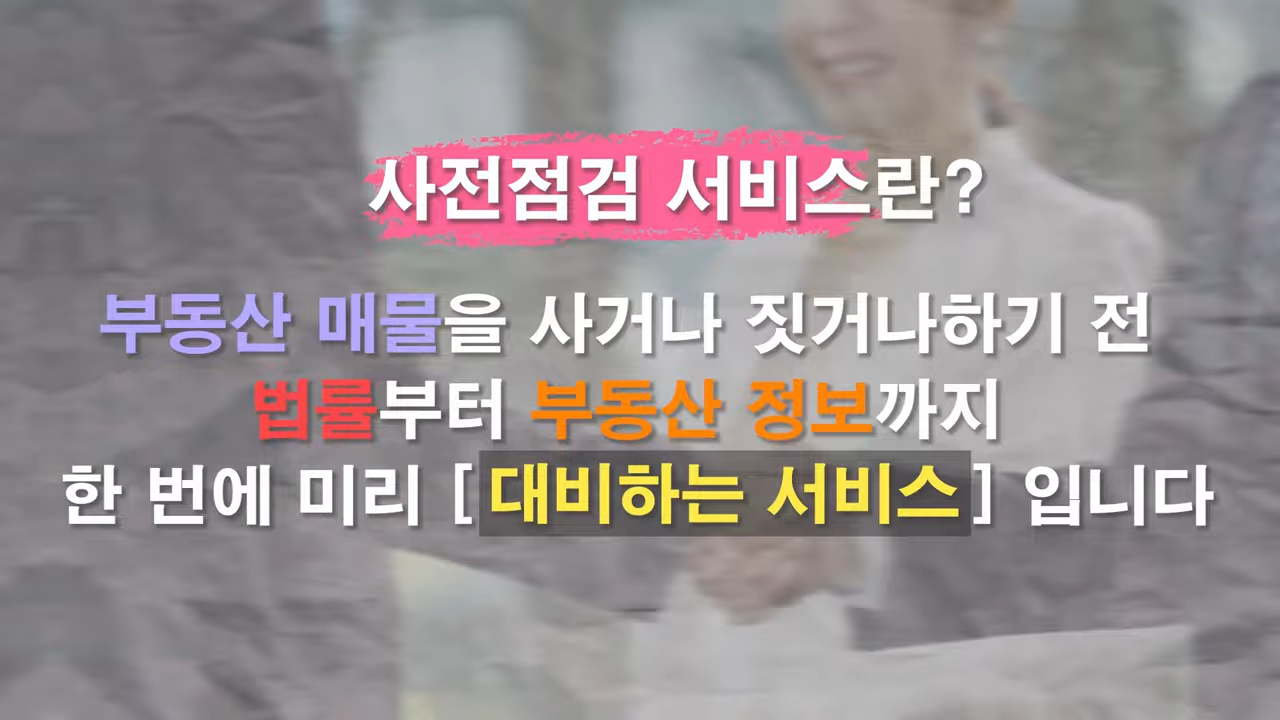 사전점검 서비스란?
부동산 매물을 사거나 짓거나하기 전
법률부터 부동산 정보까지
한 번에 미리 [대비하는 서비스] 입니다